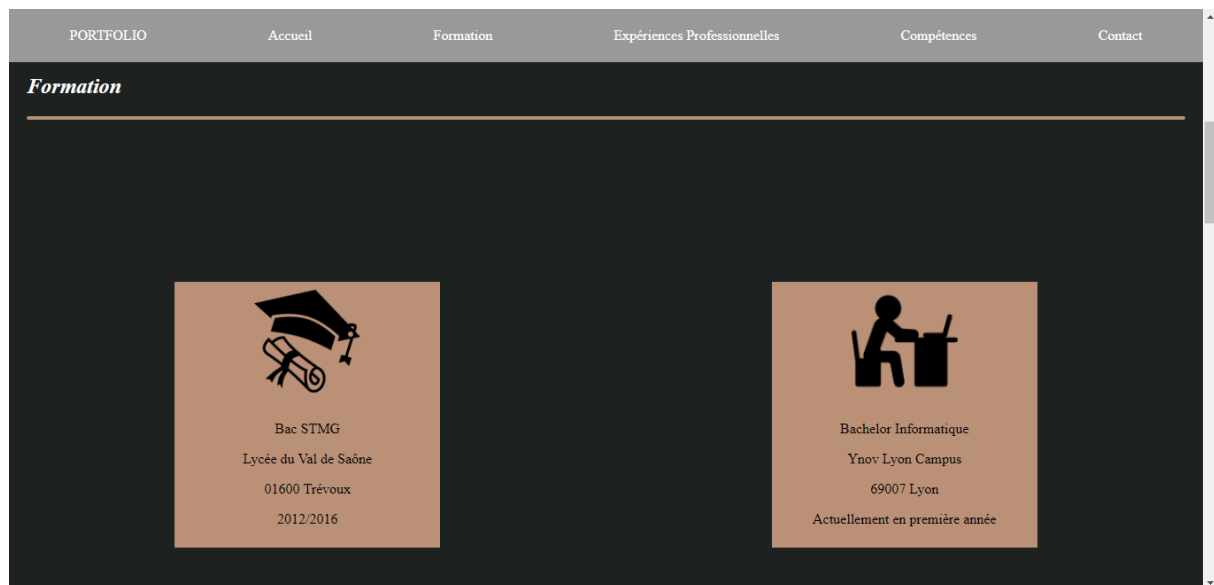 PORTFOLIO Accueil Formation Expériences Professionnelles Compétences Contact
Formation
Bac STMG
Lycée du Val de Saône
01600 Trévoux
2012/2016
Bachelor Informatique
Ynov Lyon Campus
69007 Lyon
Actuellement en première année